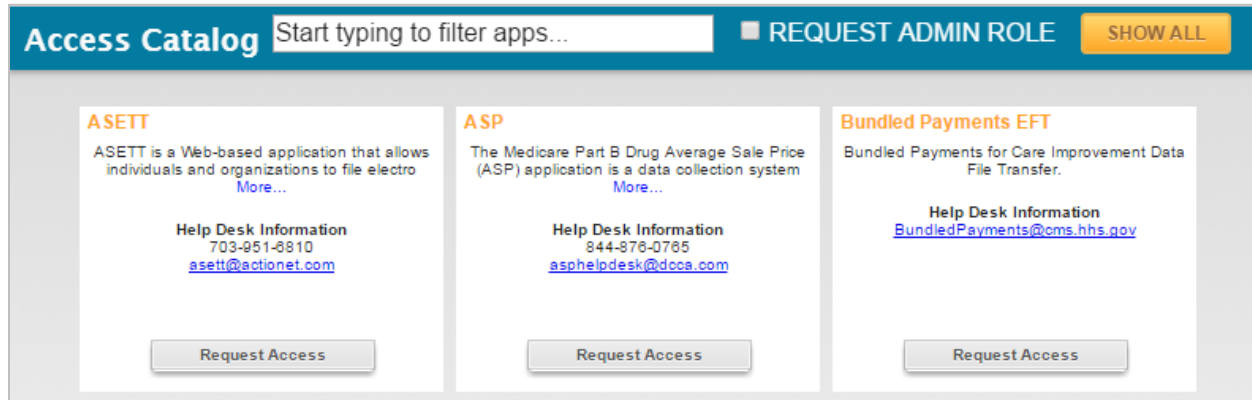 Access Catalog Start typing to filter apps... REQUEST ADMIN ROLE SHOW ALL
ASETT
ASETT is a Web-based application that allows
individuals and organizations to file electro
More...
Help Desk Information
703-951-6810
asett@actionet.com
Request Access
ASP
The Medicare Part B Drug Average Sale Price
(ASP) application is a data collection system
More...
Help Desk Information
844-876-0765
asphelpdesk@dcca.com
Request Access
Bundled Payments EFT
Bundled Payments for Care Improvement Data
File Transfer.
Help Desk Information
BundledPayments@cms.hhs.gov
Request Access